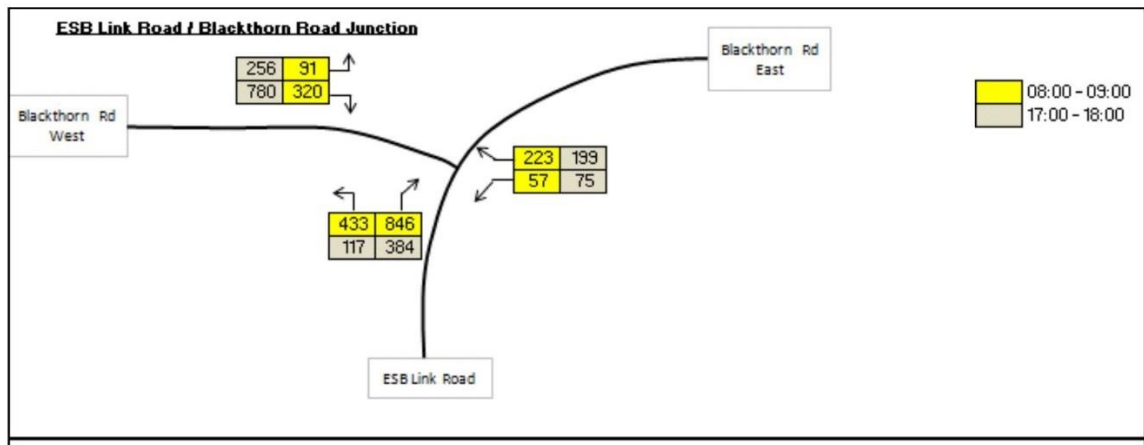 ESB Link Road / Blackthorn Road Junction
Blackthorn Rd
East
256 91
780 320
08:00 - 09:00
17:00 - 18:00
Blackthorn Rd
West
223 199
57 75
433 846
117 384
ESB Link Road